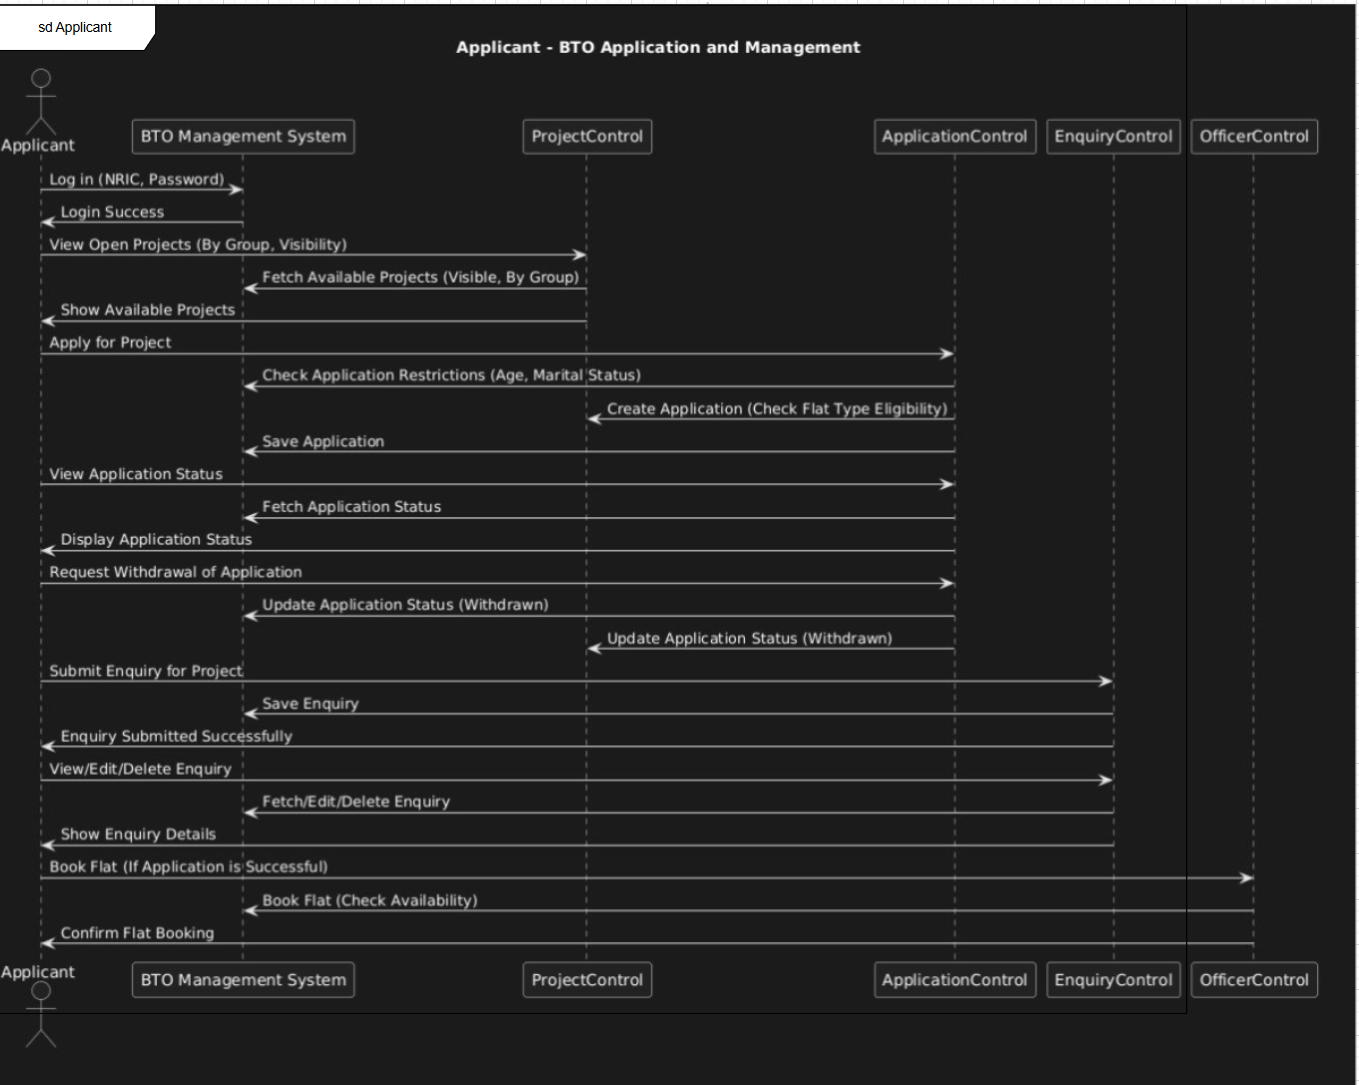 sd Applicant
Applicant - BTO Application and Management
Applicant
BTO Management System
ProjectControl
ApplicationControl
EnquiryControl
OfficerControl
Log in (NRIC, Password)
Login Success
View Open Projects (By Group, Visibility)
Fetch Available Projects (Visible, By Group)
Show Available Projects
Apply for Project
Check Application Restrictions (Age, Marital Status)
Create Application (Check Flat Type Eligibility)
Save Application
View Application Status
Fetch Application Status
Display Application Status
Request Withdrawal of Application
Update Application Status (Withdrawn)
Update Application Status (Withdrawn)
Submit Enquiry for Project
Save Enquiry
Enquiry Submitted Successfully
View/Edit/Delete Enquiry
Fetch/Edit/Delete Enquiry
Show Enquiry Details
Book Flat (If Application is Successful)
Book Flat (Check Availability)
Confirm Flat Booking
Applicant
BTO Management System
ProjectControl
ApplicationControl
EnquiryControl
OfficerControl